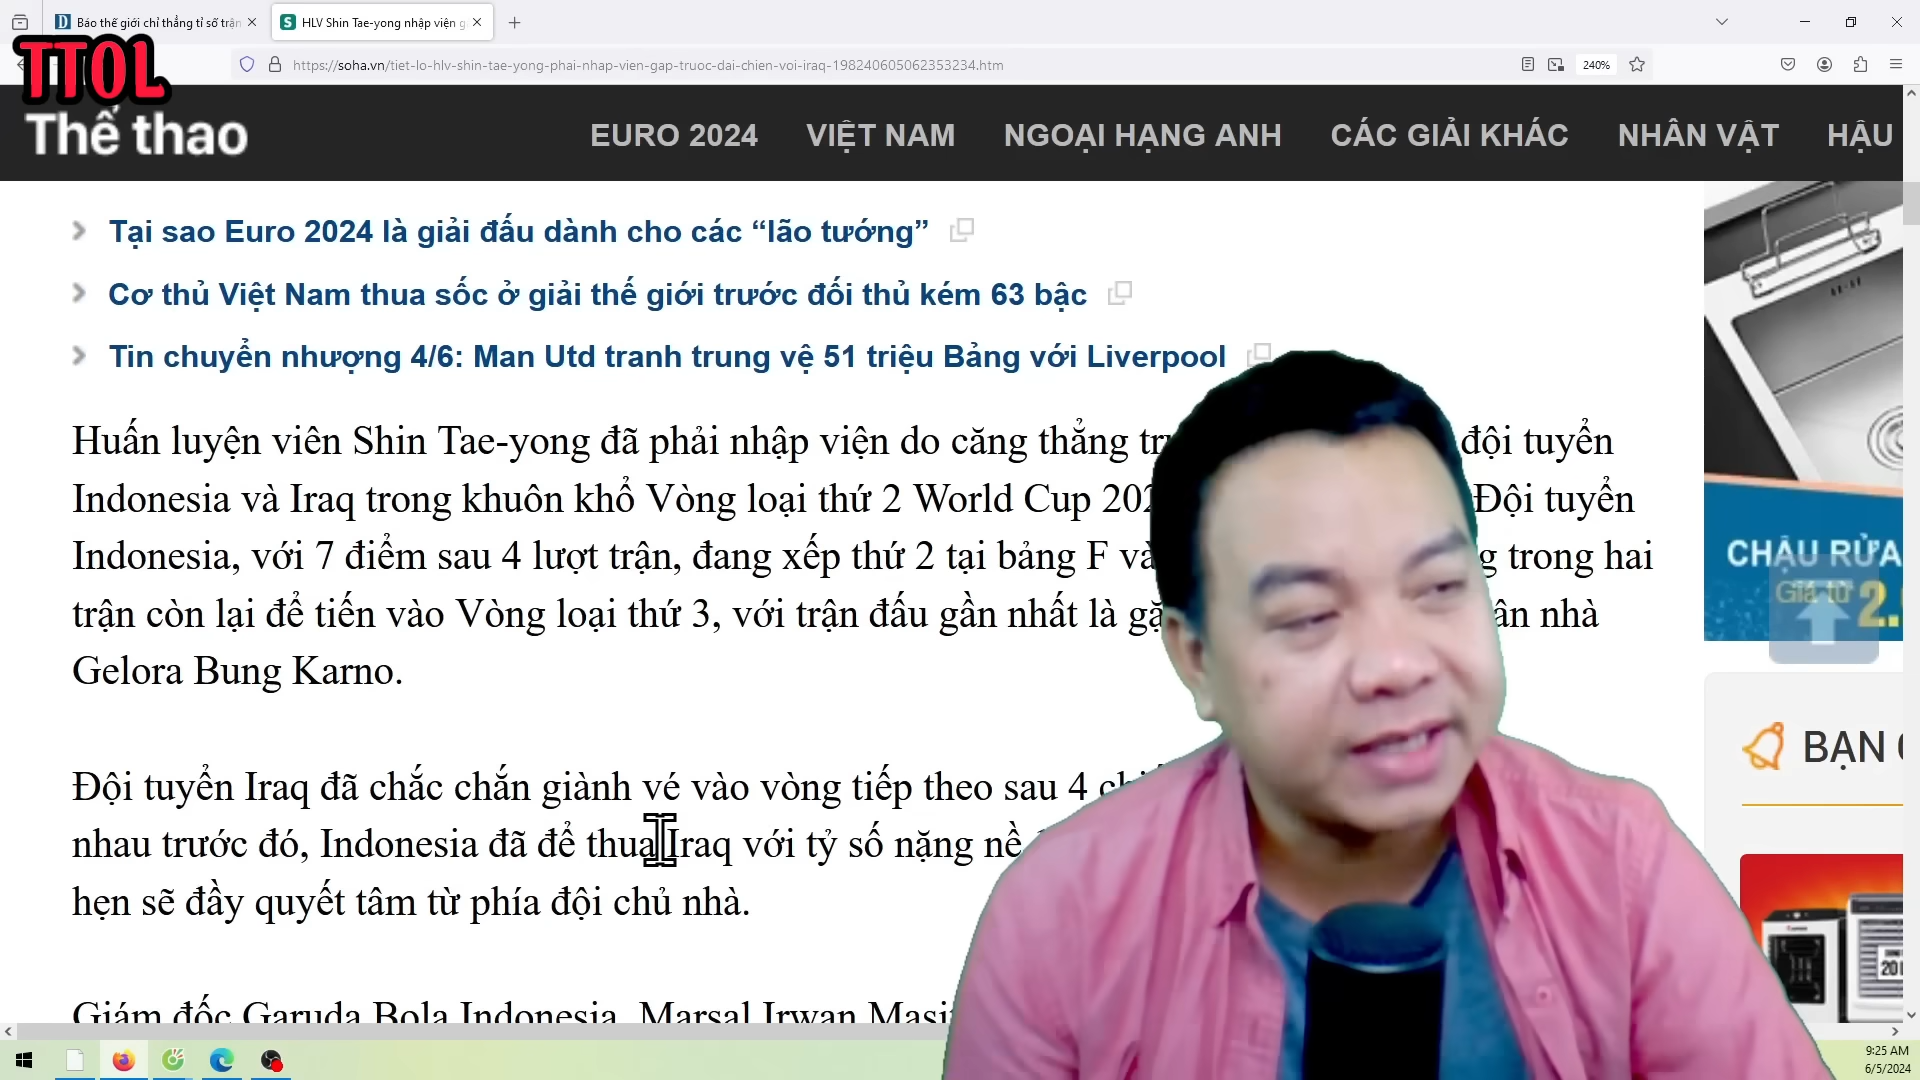 Báo thế giới chỉ thẳng tỉ số trận
HLV Shin Tae-yong nhập viện g
TTOL
https://soha.vn/tiet-lo-hlv-shin-tae-yong-phai-nhap-vien-gap-truoc-dai-chien-voi-iraq-198240605062353234.htm
240%
Thể thao
EURO 2024
VIỆT NAM
NGOẠI HẠNG ANH
CÁC GIẢI KHÁC
NHÂN VẬT
HẬU
Tại sao Euro 2024 là giải đấu dành cho các “lão tướng”
Cơ thủ Việt Nam thua sốc ở giải thế giới trước đối thủ kém 63 bậc
Tin chuyển nhượng 4/6: Man Utd tranh trung vệ 51 triệu Bảng với Liverpool
Huấn luyện viên Shin Tae-yong đã phải nhập viện do căng thẳng đội tuyển
Indonesia và Iraq trong khuôn khổ Vòng loại thứ 2 World Cup Đội tuyển
Indonesia, với 7 điểm sau 4 lượt trận, đang xếp thứ 2 tại bảng F trong hai
trận còn lại để tiến vào Vòng loại thứ 3, với trận đấu gần nhất là nhà
Gelora Bung Karno.
Đội tuyển Iraq đã chắc chắn giành vé vào vòng tiếp theo sau 4
nhau trước đó, Indonesia đã để thua Iraq với tỷ số nặng nề
hẹn sẽ đầy quyết tâm từ phía đội chủ nhà.
Giám đốc Garuda Bola Indonesia, Marsal Irwan
CHẬU RỬA
Giá từ 2.
BẠN
20
9:25 AM
6/5/2024